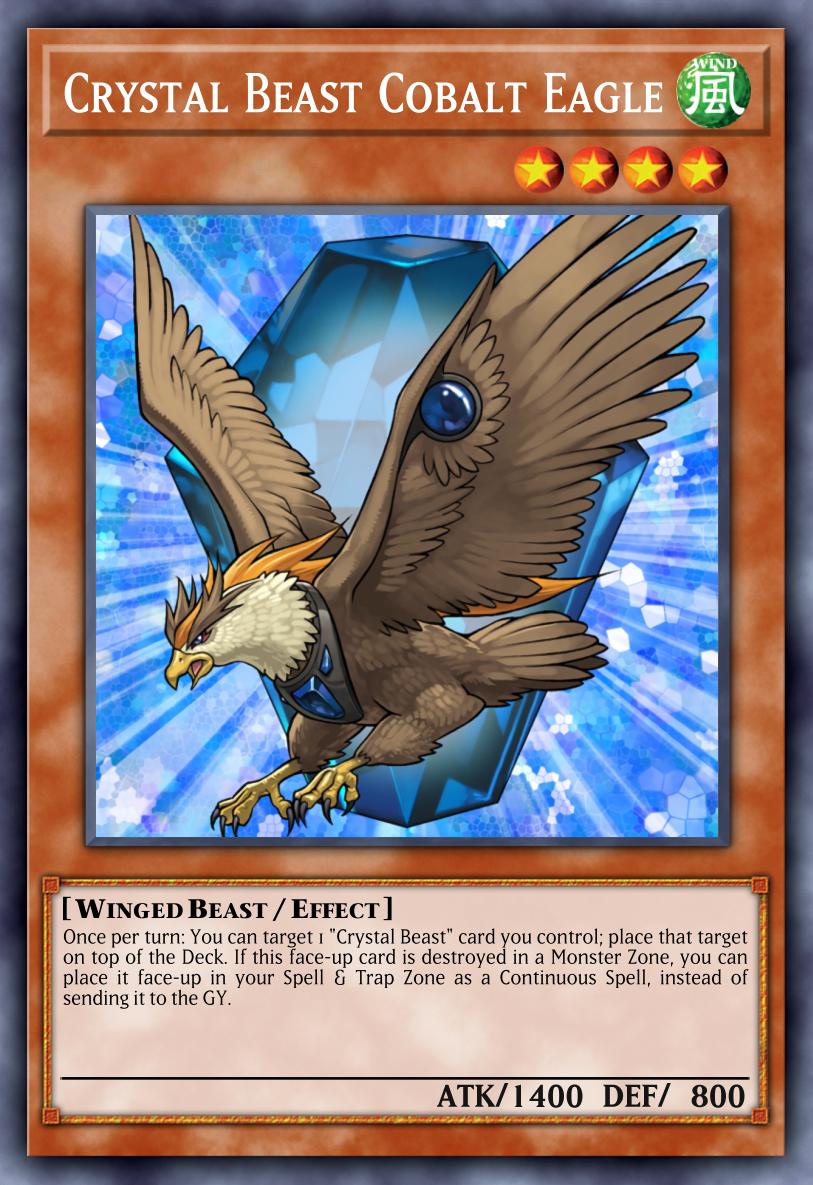 Crystal Beast Cobalt Eagle
WIND
風
[Winged Beast / Effect]
Once per turn: You can target 1 "Crystal Beast" card you control; place that target
on top of the Deck. If this face-up card is destroyed in a Monster Zone, you can
place it face-up in your Spell & Trap Zone as a Continuous Spell, instead of
sending it to the GY.
ATK/1400 DEF/ 800